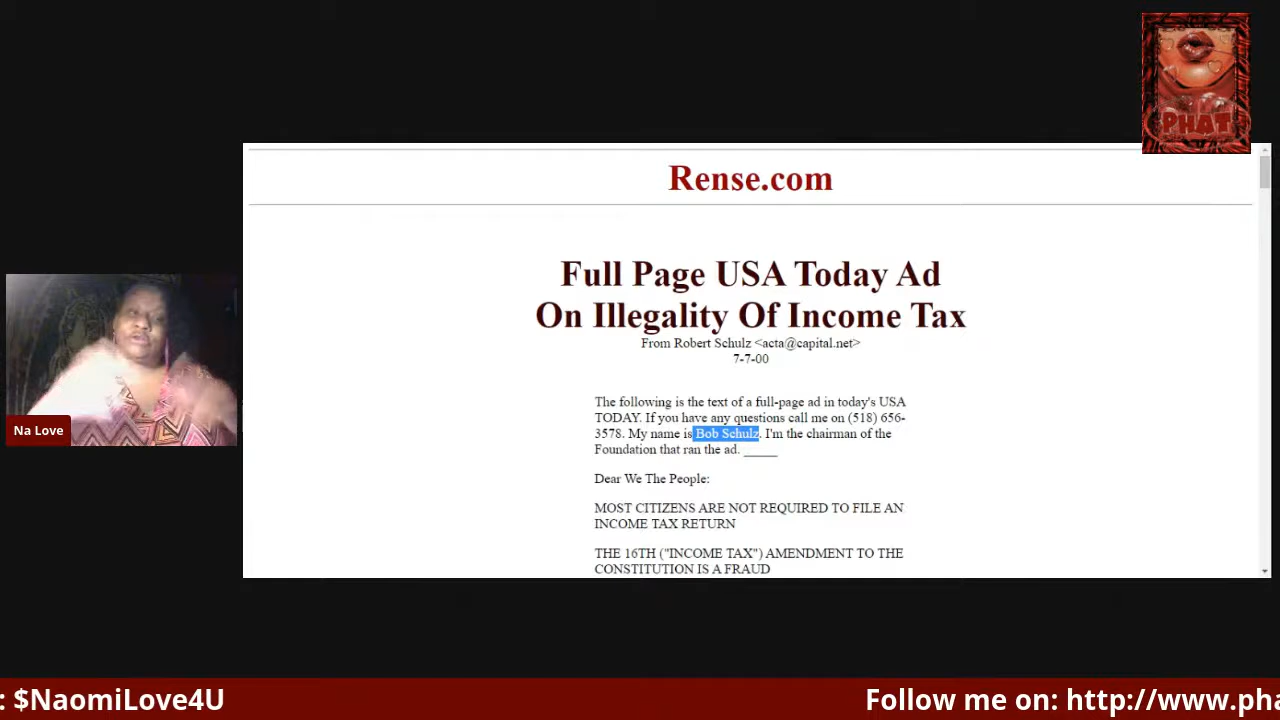 PHAT
Rense.com
Full Page USA Today Ad
On Illegality Of Income Tax
From Robert Schulz <acta@capital.net>
7-7-00
The following is the text of a full-page ad in today's USA
TODAY. If you have any questions call me on (518) 656-
3578. My name is Bob Schulz. I'm the chairman of the
Foundation that ran the ad. _____
Dear We The People:
MOST CITIZENS ARE NOT REQUIRED TO FILE AN
INCOME TAX RETURN
THE 16TH ("INCOME TAX") AMENDMENT TO THE
CONSTITUTION IS A FRAUD
Na Love
: $NaomiLove4U
Follow me on: http://www.pha